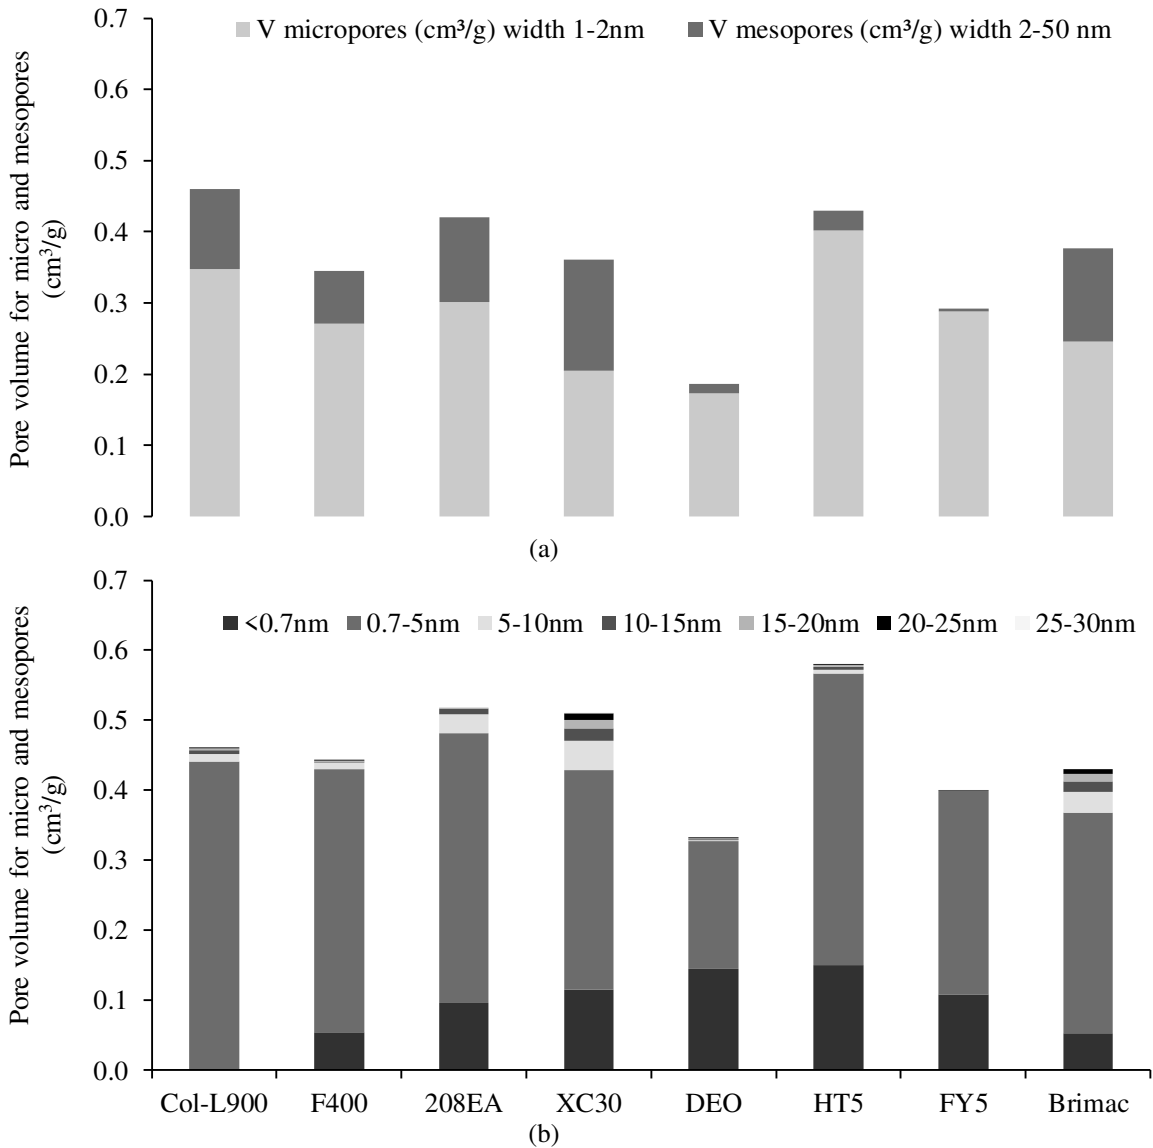 0.7
V micropores (cm³/g) width 1-2nm
V mesopores (cm³/g) width 2-50 nm
0.6
0.5
0.4
0.3
0.2
0.1
0.0
Pore volume for micro and mesopores
(cm³/g)
(a)
0.7
<0.7nm
0.7-5nm
5-10nm
10-15nm
15-20nm
20-25nm
25-30nm
0.6
0.5
0.4
0.3
0.2
0.1
0.0
Pore volume for micro and mesopores
(cm³/g)
Col-L900
F400
208EA
XC30
DEO
HT5
FY5
Brimac
(b)